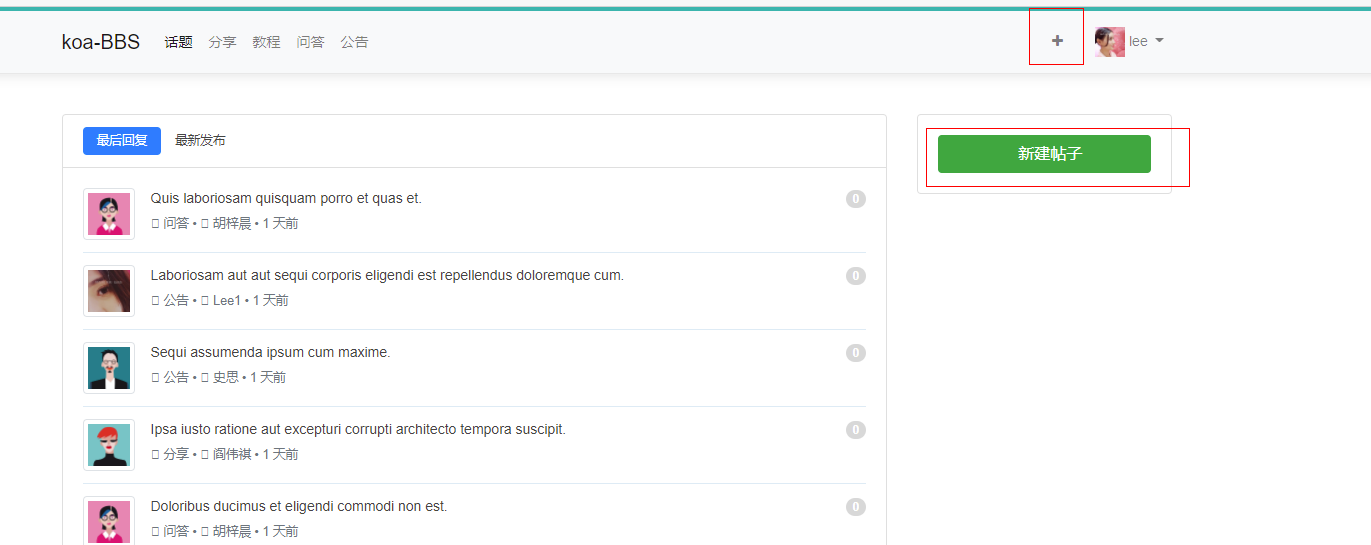 koa-BBS 话题 分享 教程 问答 公告 + lee
最后回复 最新发布
新建帖子
Quis laboriosam quisquam porro et quas et. 0
问答 • 胡梓晨 • 1 天前
Laboriosam aut aut sequi corporis eligendi est repellendus doloremque cum. 0
公告 • Lee1 • 1 天前
Sequi assumenda ipsum cum maxime. 0
公告 • 史思 • 1 天前
Ipsa iusto ratione aut excepturi corrupti architecto tempora suscipit. 0
分享 • 阎伟祺 • 1 天前
Doloribus ducimus et eligendi commodi non est. 0
问答 • 胡梓晨 • 1 天前